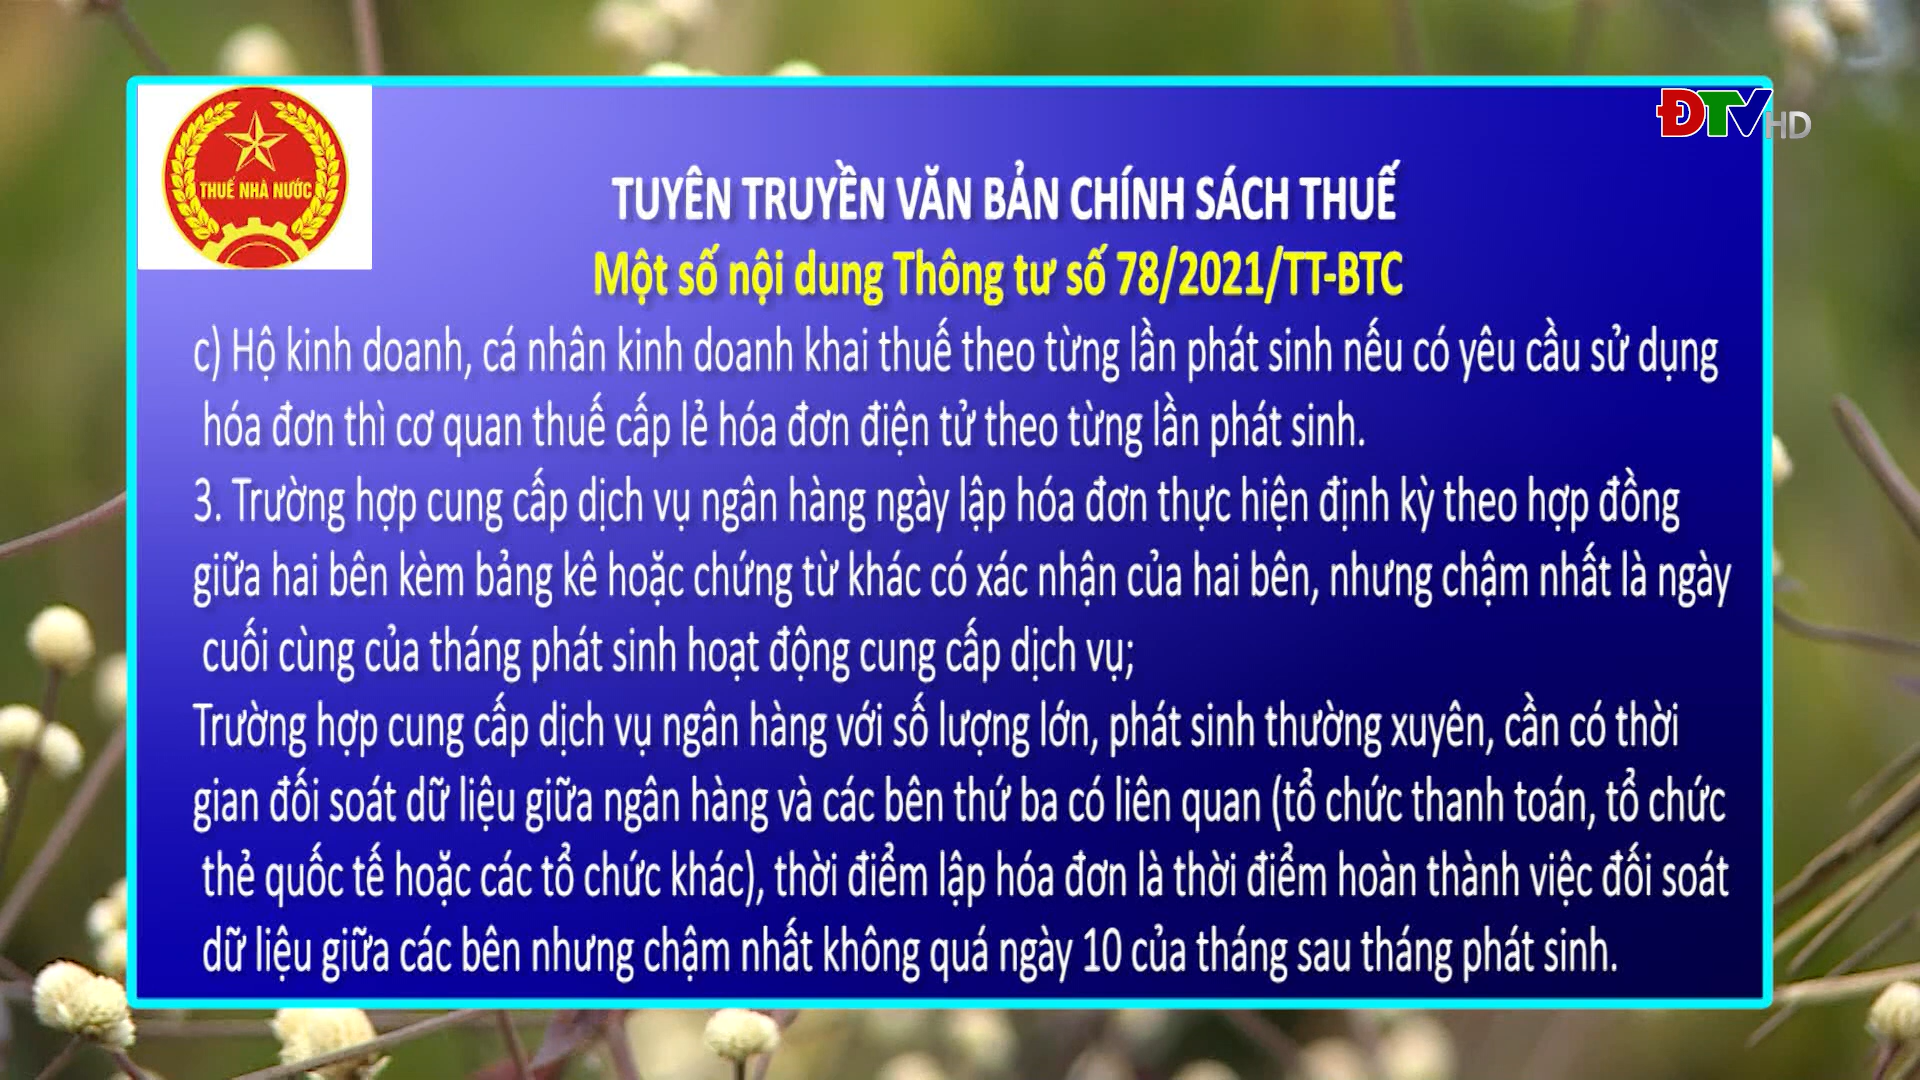 THUẾ NHÀ NƯỚC
ĐTVHD
TUYÊN TRUYỀN VĂN BẢN CHÍNH SÁCH THUẾ
Một số nội dung Thông tư số 78/2021/TT-BTC
c) Hộ kinh doanh, cá nhân kinh doanh khai thuế theo từng lần phát sinh nếu có yêu cầu sử dụng
hóa đơn thì cơ quan thuế cấp lẻ hóa đơn điện tử theo từng lần phát sinh.
3. Trường hợp cung cấp dịch vụ ngân hàng ngày lập hóa đơn thực hiện định kỳ theo hợp đồng
giữa hai bên kèm bảng kê hoặc chứng từ khác có xác nhận của hai bên, nhưng chậm nhất là ngày
cuối cùng của tháng phát sinh hoạt động cung cấp dịch vụ;
Trường hợp cung cấp dịch vụ ngân hàng với số lượng lớn, phát sinh thường xuyên, cần có thời
gian đối soát dữ liệu giữa ngân hàng và các bên thứ ba có liên quan (tổ chức thanh toán, tổ chức
thẻ quốc tế hoặc các tổ chức khác), thời điểm lập hóa đơn là thời điểm hoàn thành việc đối soát
dữ liệu giữa các bên nhưng chậm nhất không quá ngày 10 của tháng sau tháng phát sinh.